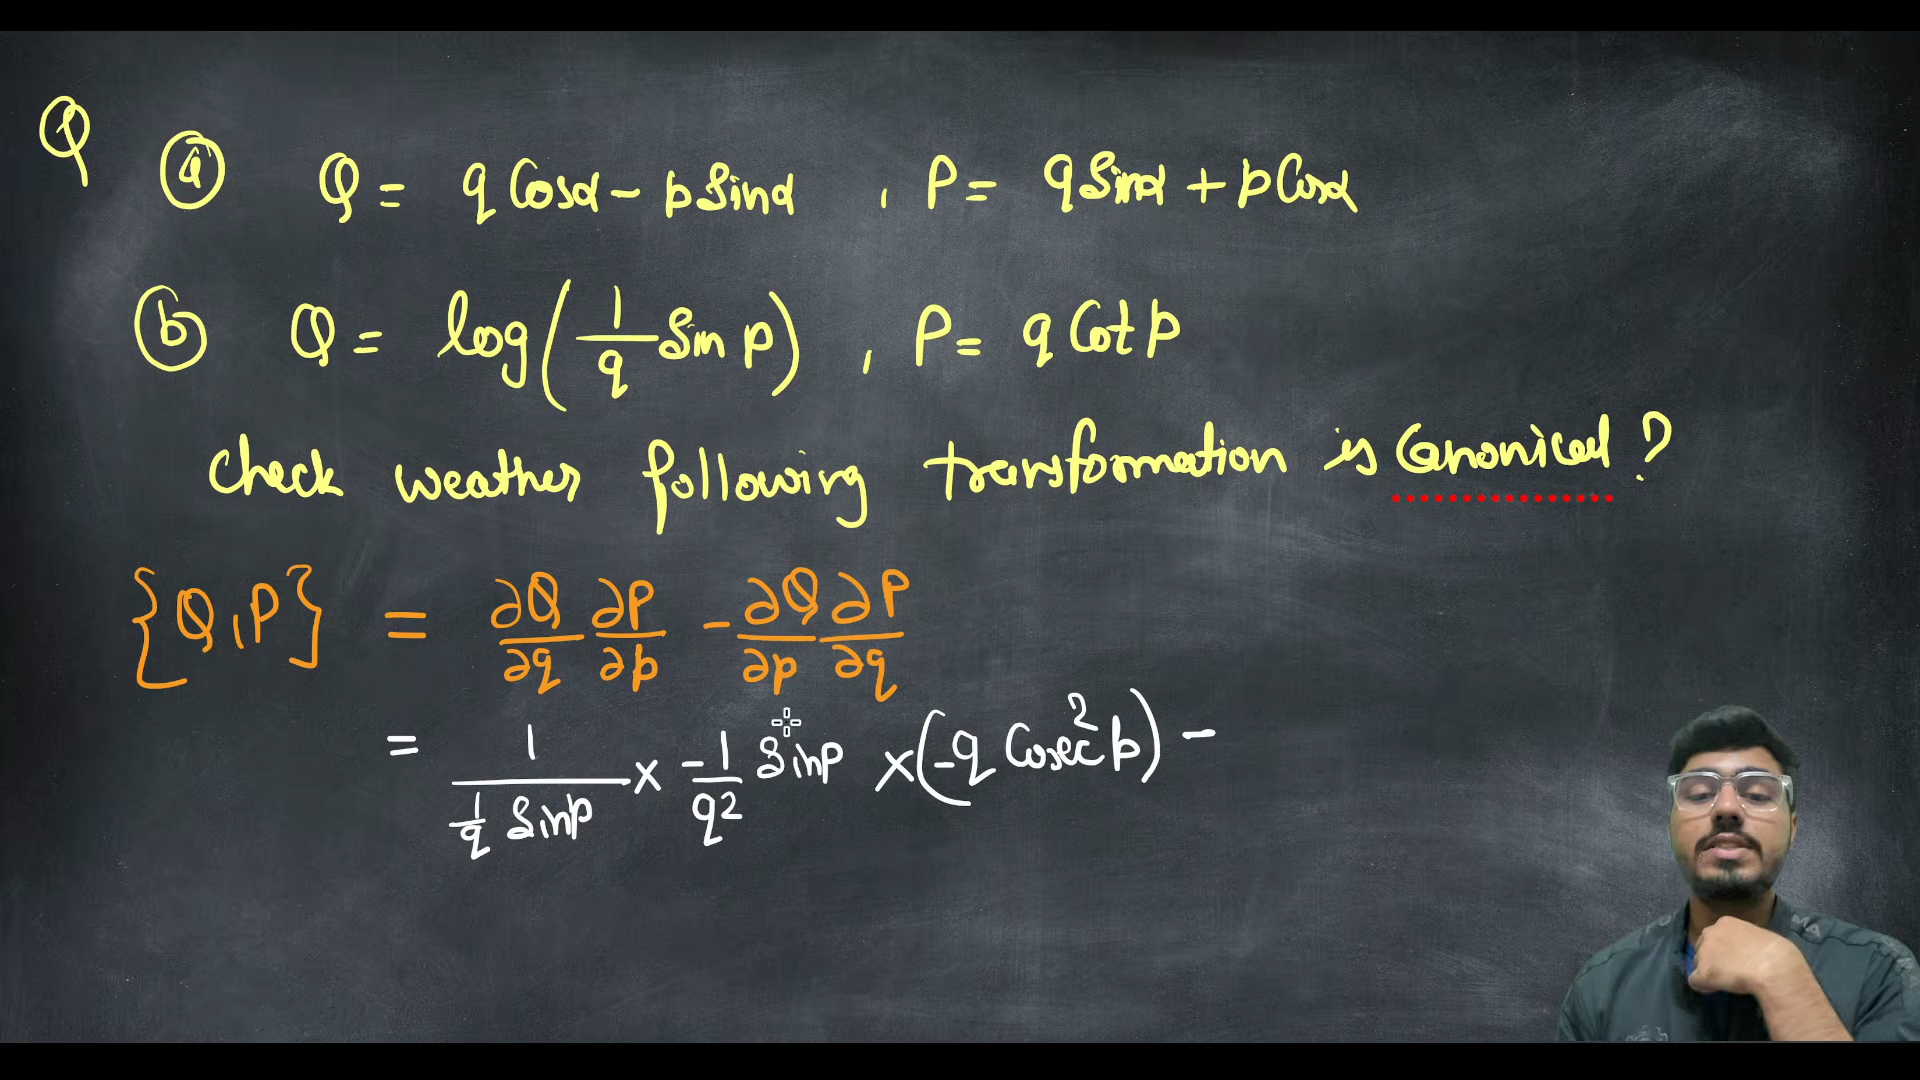 Q
(a) Q = q Cosα - p Sinα , P = q Sinα + p Cosα
(b) Q = log(1/q Sin p) , P = q Cot p
Check weather following transformation is Canonical ?
{Q,P} = ∂Q/∂q ∂P/∂p - ∂Q/∂p ∂P/∂q
= 1/(1/q Sinp) x -1/q² Sinp x (-q Cosec²p) -